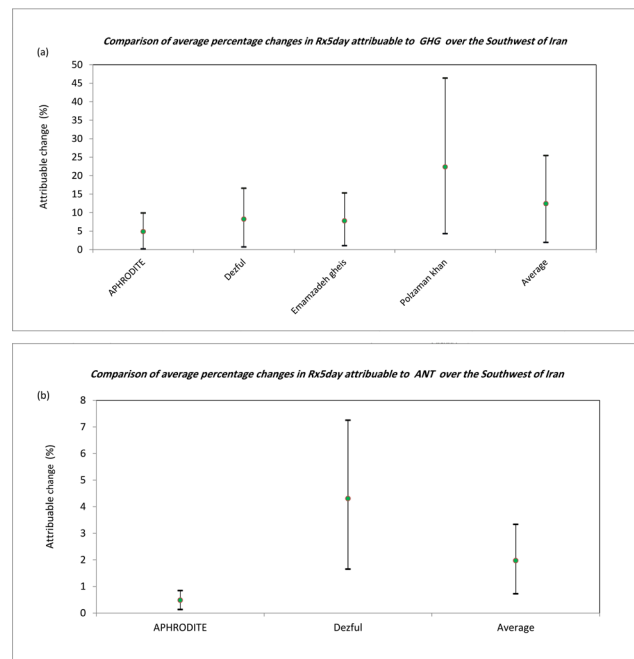 Comparison of average percentage changes in Rx5day attribuable to GHG over the Southwest of Iran
(a)
50
45
40
35
30
25
20
15
10
5
0
Attribuable change (%)
APHRODITE
Dezful
Emamzadeh gheis
Polzaman khan
Average
Comparison of average percentage changes in Rx5day attribuable to ANT over the Southwest of Iran
(b)
8
7
6
5
4
3
2
1
0
Attribuable change (%)
APHRODITE
Dezful
Average